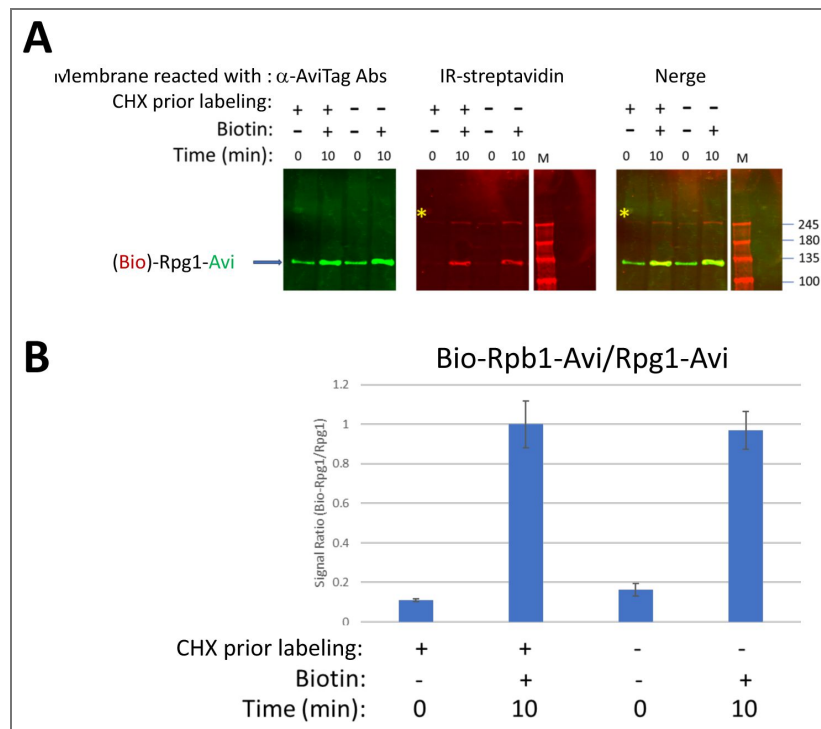 A
Membrane reacted with : α-AviTag Abs IR-streptavidin Nerge
CHX prior labeling: + + - - + + - - + + - -
Biotin: - + - + - + - + - + - +
Time (min): 0 10 0 10 0 10 0 10 M 0 10 0 10 M
* *
245
180
(Bio)-Rpg1-Avi 135
100
B
Bio-Rpb1-Avi/Rpg1-Avi
Signal Ratio (Bio-Rpg1/Rpg1)
1.2
1
0.8
0.6
0.4
0.2
0
CHX prior labeling: + + - -
Biotin: - + - +
Time (min): 0 10 0 10